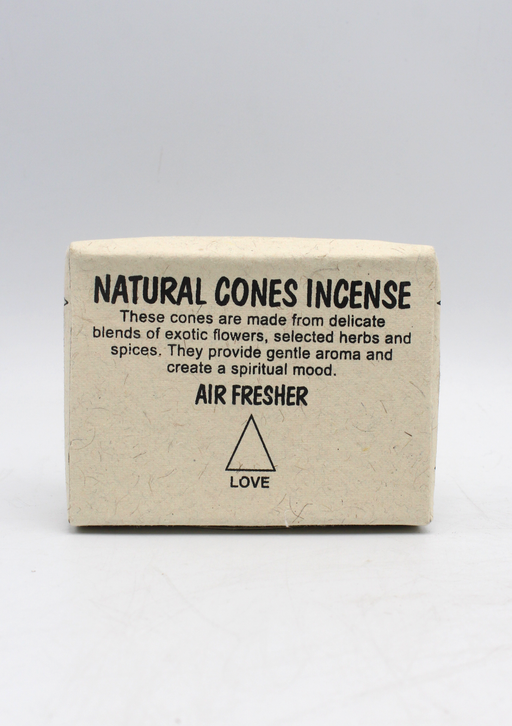 NATURAL CONES INCENSE
These cones are made from delicate
blends of exotic flowers, selected herbs and
spices. They provide gentle aroma and
create a spiritual mood.
AIR FRESHER
LOVE